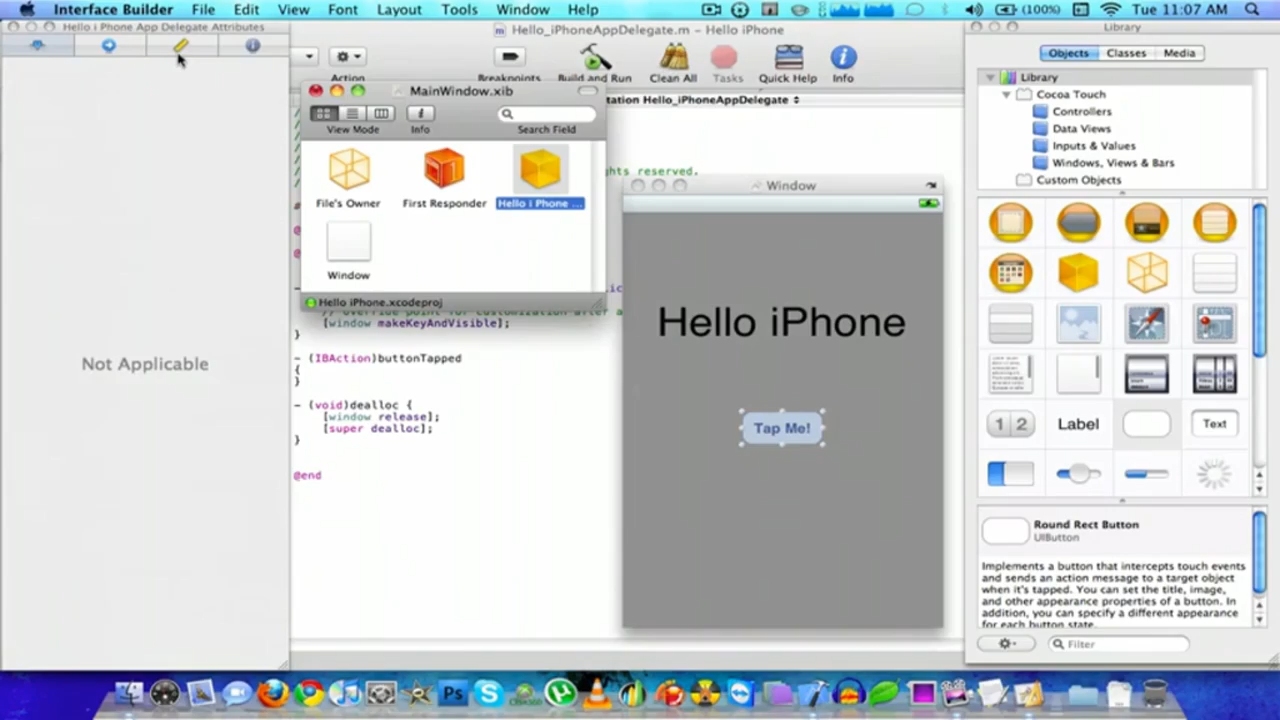 Interface Builder File Edit View Font Layout Tools Window Help (100%) Tue 11:07 AM
Hello i Phone App Delegate Attributes
Not Applicable
Hello_iPhoneAppDelegate.m – Hello iPhone
Action Breakpoints Build and Run Clean All Tasks Quick Help Info
tation Hello_iPhoneAppDelegate
MainWindow.xib
View Mode Info Search Field
File's Owner First Responder Hello i Phone ...
Window
Hello iPhone.xcodeproj
ghts reserved.
[window makeKeyAndVisible];
}
- (IBAction)buttonTapped
{
}
- (void)dealloc {
[window release];
[super dealloc];
}
@end
Window
Hello iPhone
Tap Me!
Library
Objects Classes Media
Library
Cocoa Touch
Controllers
Data Views
Inputs & Values
Windows, Views & Bars
Custom Objects
1 2 Label Text
Round Rect Button
UIButton
Implements a button that intercepts touch events
and sends an action message to a target object
when it's tapped. You can set the title, image,
and other appearance properties of a button. In
addition, you can specify a different appearance
for each button state.
Filter
Ps